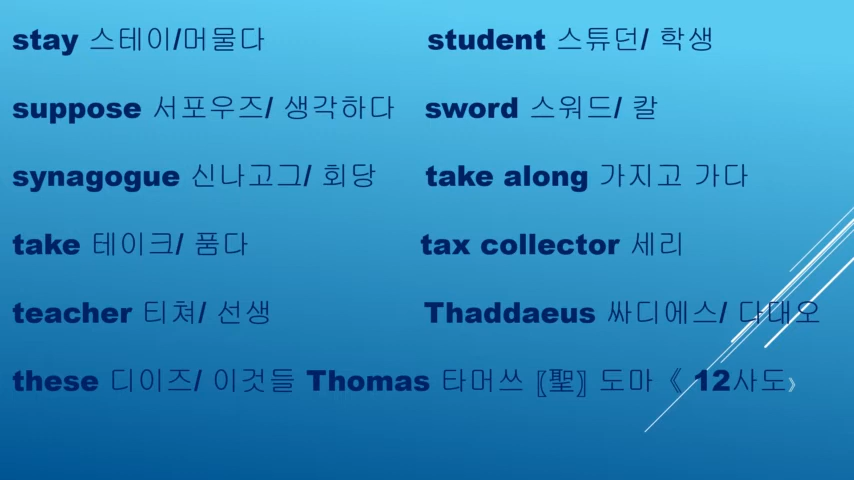 stay 스테이/머물다 student 스튜던/ 학생
suppose 서포우즈/ 생각하다 sword 스워드/ 칼
synagogue 신나고그/ 회당 take along 가지고 가다
take 테이크/ 품다 tax collector 세리
teacher 티쳐/ 선생 Thaddaeus 싸디에스/ 다대오
these 디이즈/ 이것들 Thomas 타머쓰 〖聖〗 도마《 12사도》